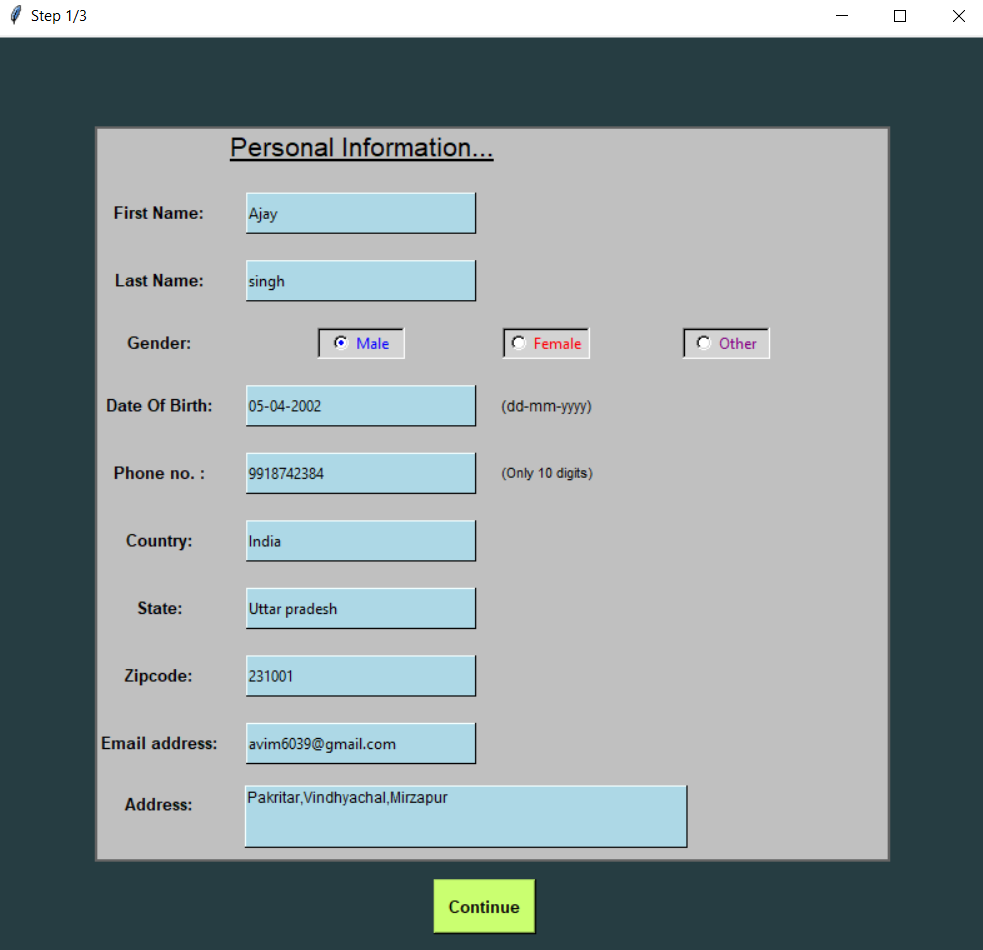 Step 1/3
Personal Information...
First Name: Ajay
Last Name: singh
Gender: Male Female Other
Date Of Birth: 05-04-2002 (dd-mm-yyyy)
Phone no. : 9918742384 (Only 10 digits)
Country: India
State: Uttar pradesh
Zipcode: 231001
Email address: avim6039@gmail.com
Address: Pakritar,Vindhyachal,Mirzapur
Continue